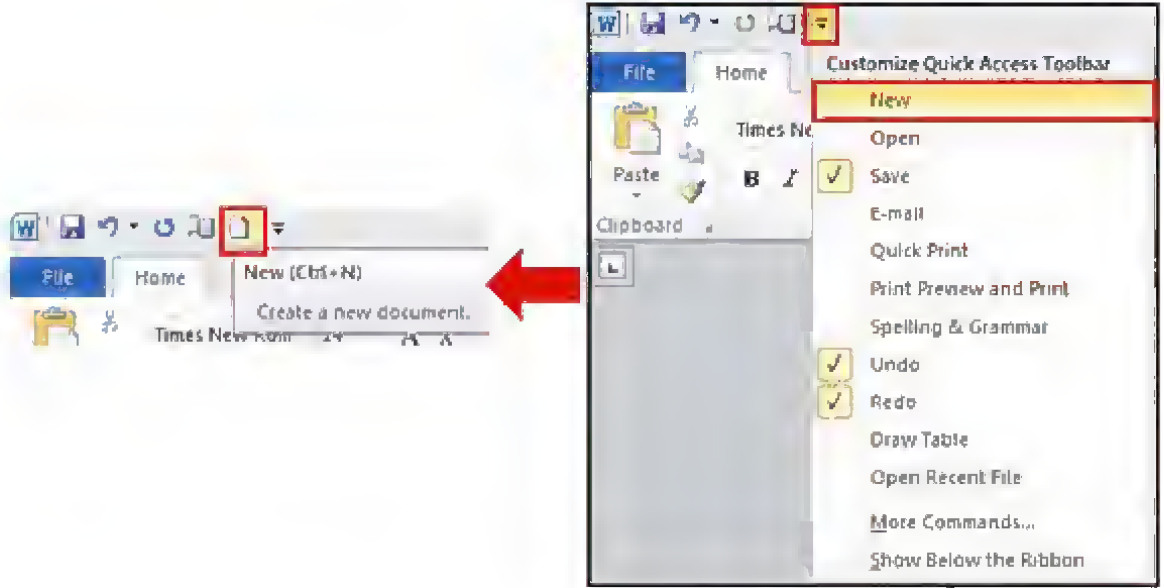 File
Home
New (Ctrl+N)
Create a new document.
Times New
24
W
File
Home
Paste
Times Ne
B I
Clipboard
Customize Quick Access Toolbar
New
Open
Save
E-mail
Quick Print
Print Preview and Print
Spelling & Grammar
Undo
Redo
Draw Table
Open Recent File
More Commands...
Show Below the Ribbon